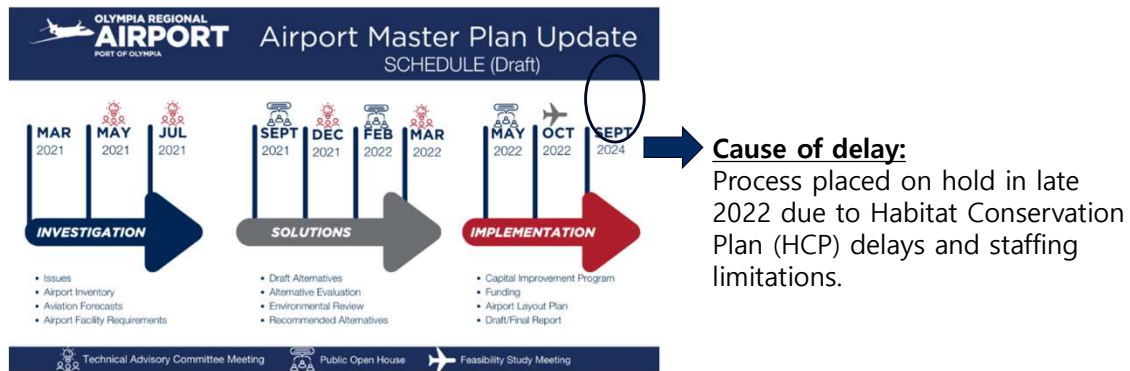 OLYMPIA REGIONAL
AIRPORT
PORT OF OLYMPIA
Airport Master Plan Update
SCHEDULE (Draft)
MAR
2021
MAY
2021
JUL
2021
INVESTIGATION
• Issues
• Airport Inventory
• Aviation Forecasts
• Airport Facility Requirements
SEPT
2021
DEC
2021
FEB
2022
MAR
2022
SOLUTIONS
• Draft Alternatives
• Alternative Evaluation
• Environmental Review
• Recommended Alternatives
MAY
2022
OCT
2022
SEPT
2024
IMPLEMENTATION
• Capital Improvement Program
• Funding
• Airport Layout Plan
• Draft/Final Report
Technical Advisory Committee Meeting
Public Open House
Feasibility Study Meeting
Cause of delay:
Process placed on hold in late
2022 due to Habitat Conservation
Plan (HCP) delays and staffing
limitations.